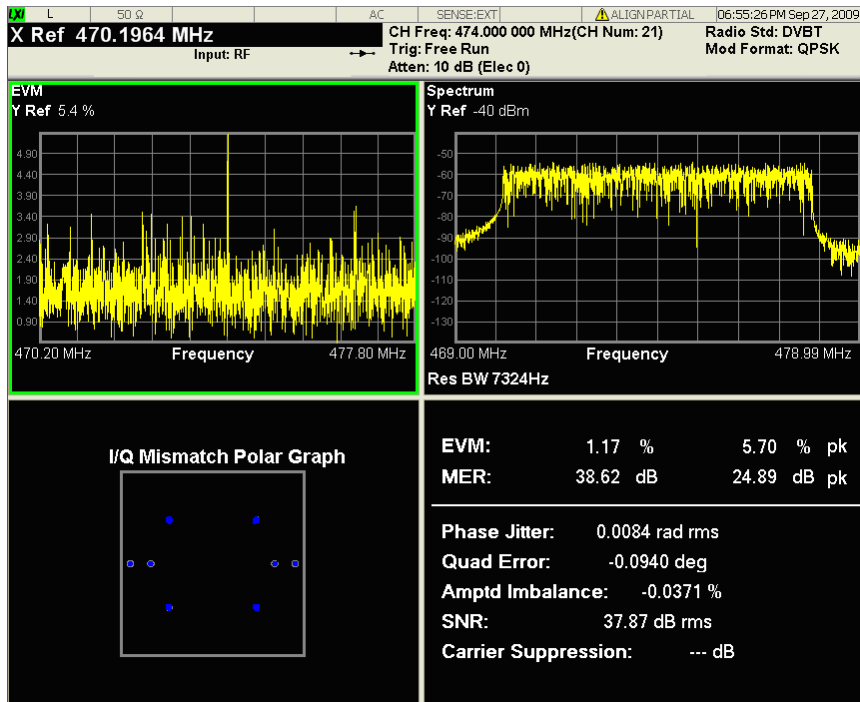 LXI L 50 Ω AC SENSE:EXT ALIGN PARTIAL 06:55:26 PM Sep 27, 2009
X Ref 470.1964 MHz
Input: RF
CH Freq: 474.000 000 MHz(CH Num: 21)
Trig: Free Run
Atten: 10 dB (Elec 0)
Radio Std: DVBT
Mod Format: QPSK
EVM
Y Ref 5.4 %
4.90
4.40
3.90
3.40
2.90
2.40
1.90
1.40
0.90
470.20 MHz Frequency 477.80 MHz
Spectrum
Y Ref -40 dBm
-50
-60
-70
-80
-90
-100
-110
-120
-130
469.00 MHz Frequency 478.99 MHz
Res BW 7324Hz
I/Q Mismatch Polar Graph
EVM: 1.17 % 5.70 % pk
MER: 38.62 dB 24.89 dB pk
Phase Jitter: 0.0084 rad rms
Quad Error: -0.0940 deg
Amptd Imbalance: -0.0371 %
SNR: 37.87 dB rms
Carrier Suppression: --- dB